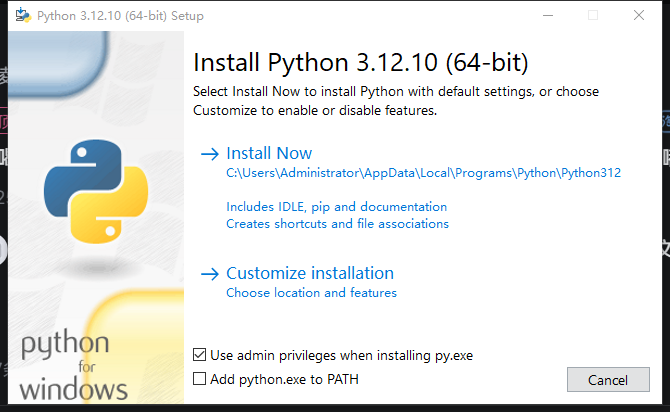 Python 3.12.10 (64-bit) Setup
Install Python 3.12.10 (64-bit)
Select Install Now to install Python with default settings, or choose
Customize to enable or disable features.
Install Now
C:\Users\Administrator\AppData\Local\Programs\Python\Python312
Includes IDLE, pip and documentation
Creates shortcuts and file associations
Customize installation
Choose location and features
python
for
windows
Use admin privileges when installing py.exe
Add python.exe to PATH
Cancel